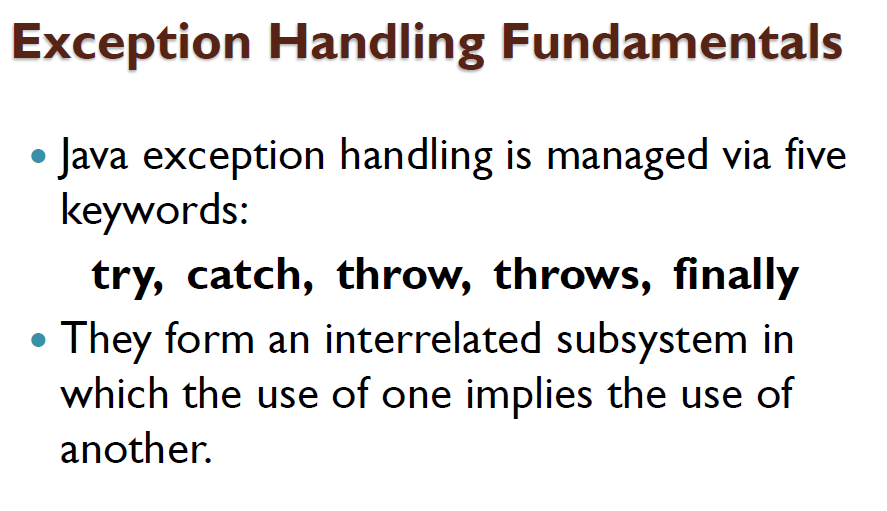 Exception Handling Fundamentals
• Java exception handling is managed via five
keywords:
try, catch, throw, throws, finally
• They form an interrelated subsystem in
which the use of one implies the use of
another.